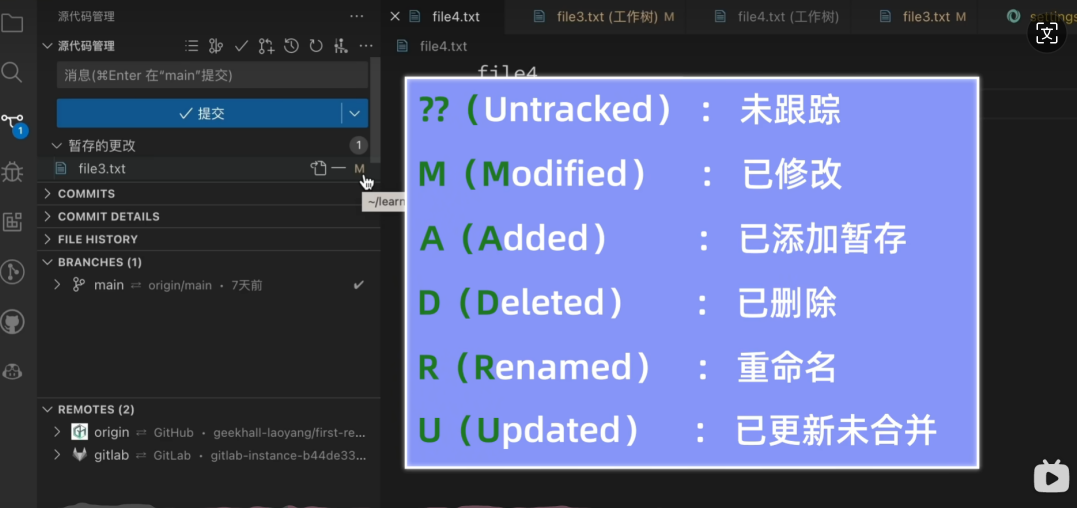 源代码管理
源代码管理
消息(⌘Enter 在“main”提交)
提交
暂存的更改 1
file3.txt M
~/learn
COMMITS
COMMIT DETAILS
FILE HISTORY
BRANCHES (1)
main origin/main • 7天前
REMOTES (2)
origin GitHub • geekhall-laoyang/first-re...
gitlab GitLab • gitlab-instance-b44de33...
1
file4.txt
file3.txt (工作树) M
file4.txt (工作树)
file3.txt M
settings
文
file4.txt
file4
?? (Untracked) : 未跟踪
M (Modified) : 已修改
A (Added) : 已添加暂存
D (Deleted) : 已删除
R (Renamed) : 重命名
U (Updated) : 已更新未合并